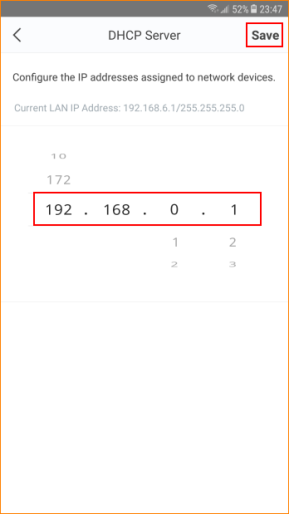 52% 23:47
DHCP Server Save
Configure the IP addresses assigned to network devices.
Current LAN IP Address: 192.168.6.1/255.255.255.0
10
172
192 . 168 . 0 . 1
1 2
2 3